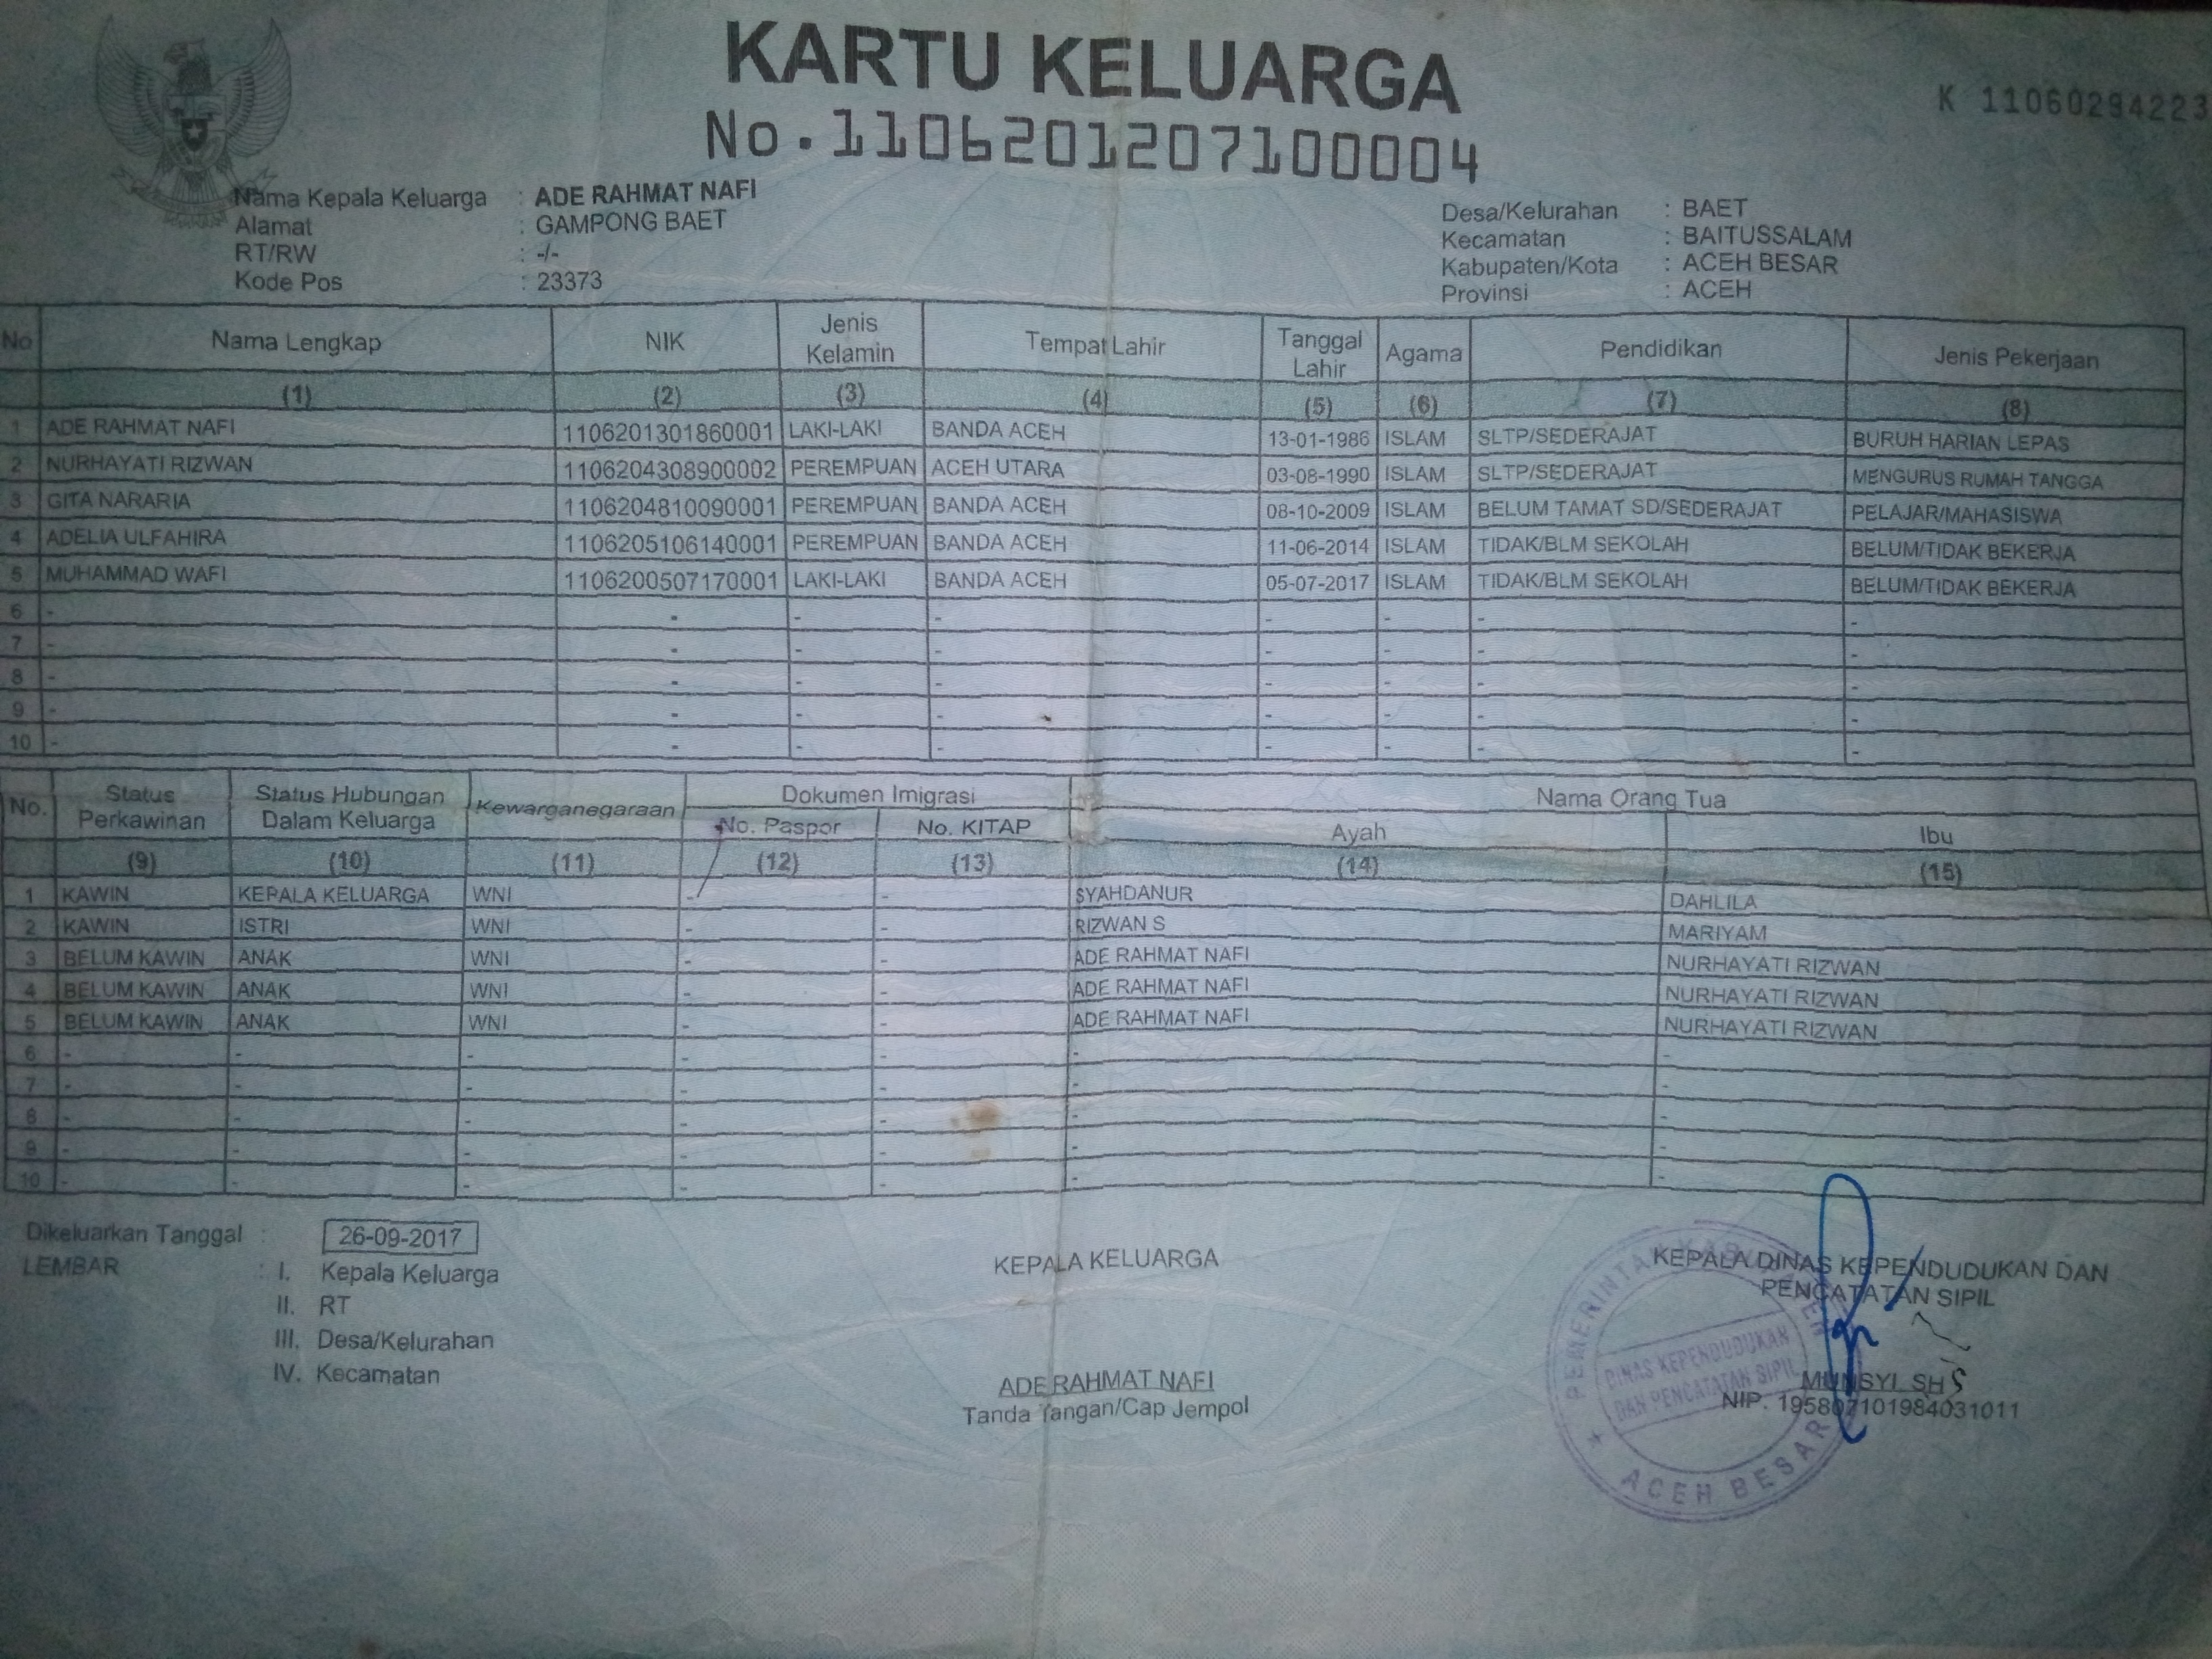 KARTU KELUARGA
No.1106201207100004
K 11060294223
Nama Kepala Keluarga : ADE RAHMAT NAFI
Alamat : GAMPONG BAET
RT/RW : -/-
Kode Pos : 23373
Desa/Kelurahan : BAET
Kecamatan : BAITUSSALAM
Kabupaten/Kota : ACEH BESAR
Provinsi : ACEH
No Nama Lengkap NIK Jenis Kelamin Tempat Lahir Tanggal Lahir Agama Pendidikan Jenis Pekerjaan
(1) (2) (3) (4) (5) (6) (7) (8)
1 ADE RAHMAT NAFI 1106201301860001 LAKI-LAKI BANDA ACEH 13-01-1986 ISLAM SLTP/SEDERAJAT BURUH HARIAN LEPAS
2 NURHAYATI RIZWAN 1106204308900002 PEREMPUAN ACEH UTARA 03-08-1990 ISLAM SLTP/SEDERAJAT MENGURUS RUMAH TANGGA
3 GITA NARARIA 1106204810090001 PEREMPUAN BANDA ACEH 08-10-2009 ISLAM BELUM TAMAT SD/SEDERAJAT PELAJAR/MAHASISWA
4 ADELIA ULFAHIRA 1106205106140001 PEREMPUAN BANDA ACEH 11-06-2014 ISLAM TIDAK/BLM SEKOLAH BELUM/TIDAK BEKERJA
5 MUHAMMAD WAFI 1106200507170001 LAKI-LAKI BANDA ACEH 05-07-2017 ISLAM TIDAK/BLM SEKOLAH BELUM/TIDAK BEKERJA
6 - - - - - - - -
7 - - - - - - - -
8 - - - - - - - -
9 - - - - - - - -
10 - - - - - - - -
No. Status Perkawinan Status Hubungan Dalam Keluarga Kewarganegaraan Dokumen Imigrasi Nama Orang Tua
No. Paspor No. KITAP Ayah Ibu
(9) (10) (11) (12) (13) (14) (15)
1 KAWIN KEPALA KELUARGA WNI - - SYAHDANUR DAHLILA
2 KAWIN ISTRI WNI - - RIZWAN S MARIYAM
3 BELUM KAWIN ANAK WNI - - ADE RAHMAT NAFI NURHAYATI RIZWAN
4 BELUM KAWIN ANAK WNI - - ADE RAHMAT NAFI NURHAYATI RIZWAN
5 BELUM KAWIN ANAK WNI - - ADE RAHMAT NAFI NURHAYATI RIZWAN
6 - - - - - - -
7 - - - - - - -
8 - - - - - - -
9 - - - - - - -
10 - - - - - - -
Dikeluarkan Tanggal : 26-09-2017
LEMBAR : I. Kepala Keluarga
II. RT
III. Desa/Kelurahan
IV. Kecamatan
KEPALA KELUARGA
ADE RAHMAT NAFI
Tanda Tangan/Cap Jempol
KEPALA DINAS KEPENDUDUKAN DAN
PENCATATAN SIPIL
MUNSYI, SH
NIP. 195807101984031011
DINAS KEPENDUDUKAN
DAN PENCATATAN SIPIL
ACEH BESAR